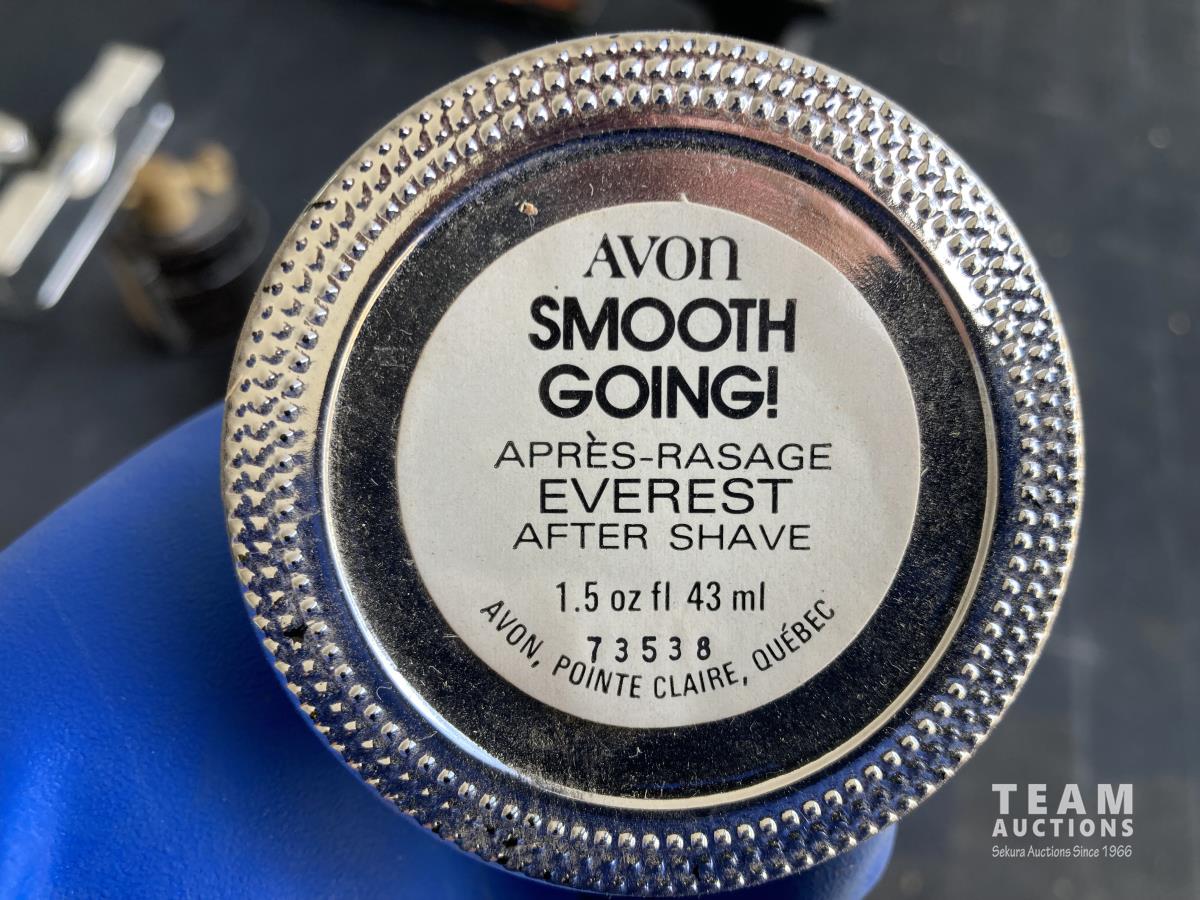 AVON
SMOOTH
GOING!
APRÈS-RASAGE
EVEREST
AFTER SHAVE
1.5 oz fl 43 ml
73538
AVON, POINTE CLAIRE, QUÉBEC
TEAM
AUCTIONS
Sekura Auctions Since 1966